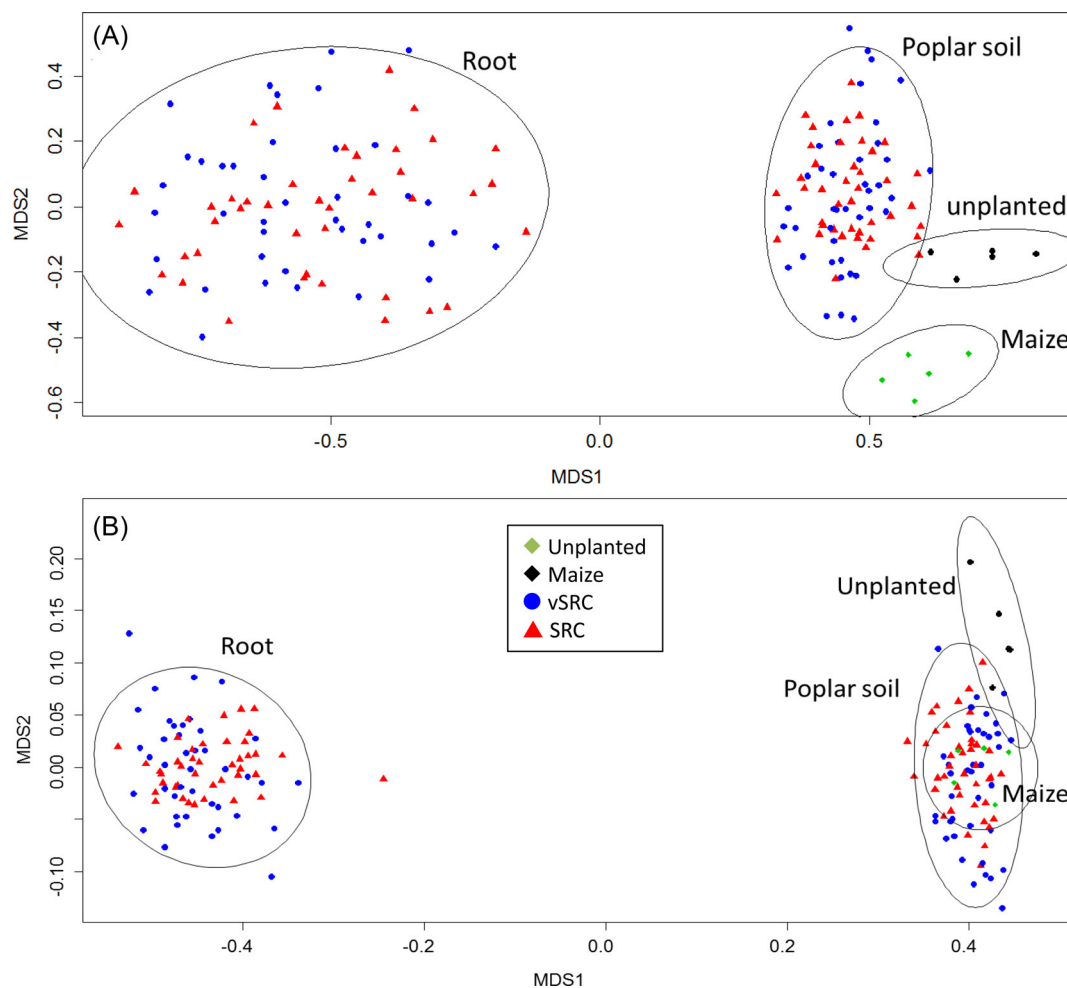 (A)
Root
Poplar soil
unplanted
Maize
MDS2
0.4
0.2
0.0
-0.2
-0.4
-0.6
-0.5
0.0
0.5
MDS1
(B)
Unplanted
Maize
vSRC
SRC
Root
Unplanted
Poplar soil
Maize
MDS2
0.20
0.15
0.10
0.05
0.00
-0.10
-0.4
-0.2
0.0
0.2
0.4
MDS1